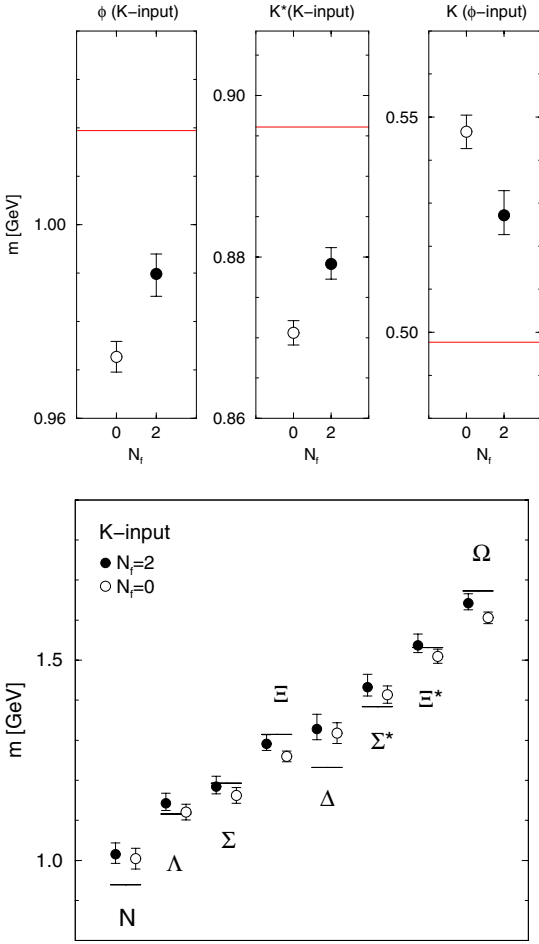 ϕ (K-input) K*(K-input) K (ϕ-input)
m [GeV]
1.00
0.96
0.90
0.88
0.86
0.55
0.50
0 2 0 2 0 2
N_f N_f N_f
K-input
N_f=2
N_f=0
m [GeV]
1.5
1.0
Ω
Ξ
Ξ*
Σ*
Δ
Σ
Λ
N